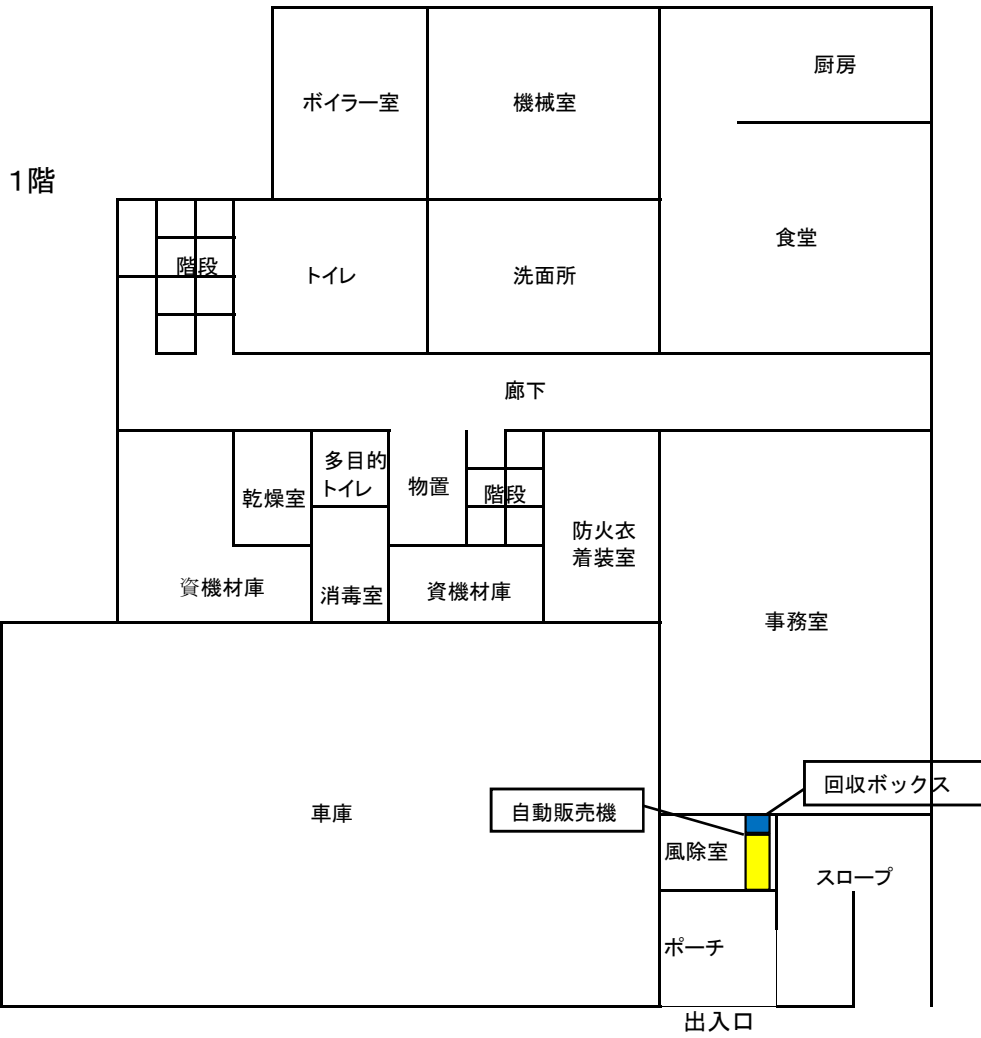 厨房
ボイラー室
機械室
1階
食堂
階段
トイレ
洗面所
廊下
多目的
トイレ
物置
階段
乾燥室
防火衣
着装室
資機材庫
消毒室
資機材庫
事務室
回収ボックス
自動販売機
車庫
風除室
スロープ
ポーチ
出入口